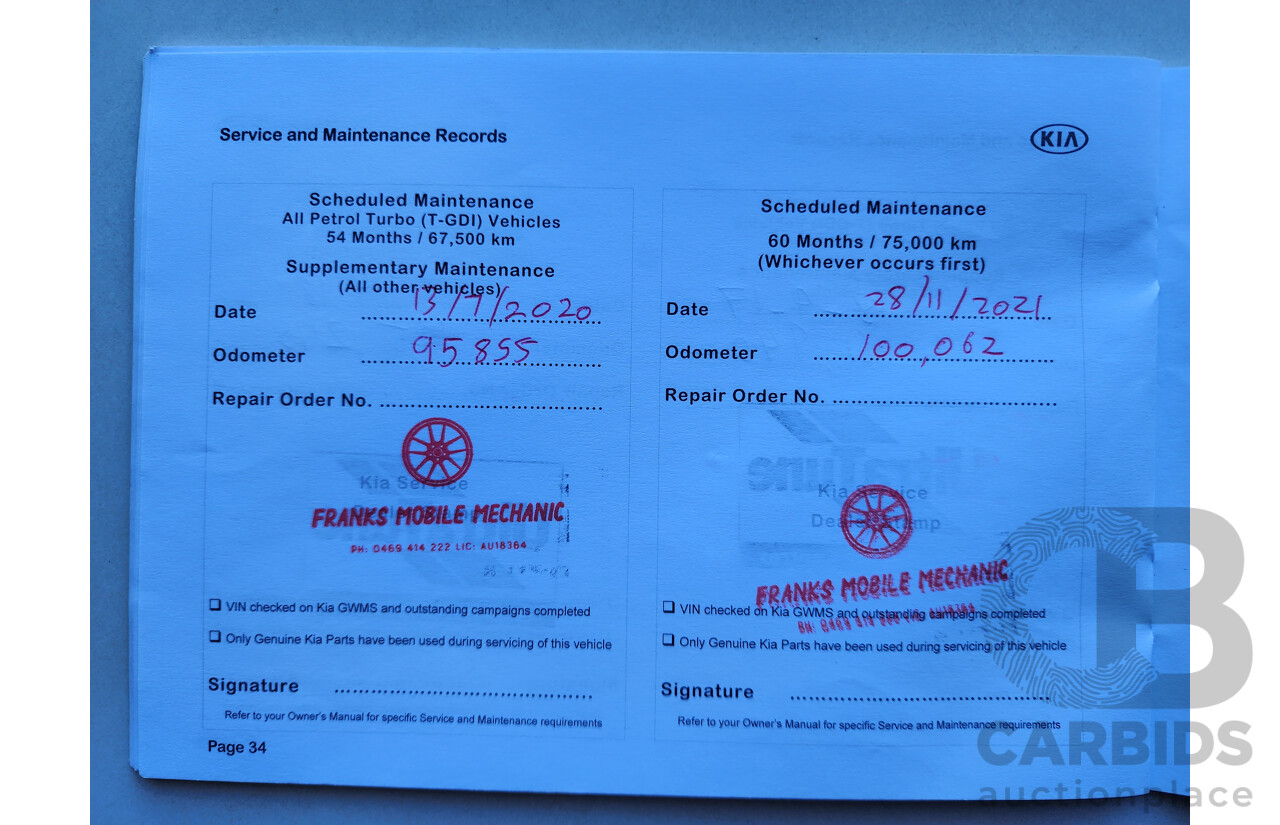 Service and Maintenance Records
KIA
Scheduled Maintenance
All Petrol Turbo (T-GDI) Vehicles
54 Months / 67,500 km
Supplementary Maintenance
(All other vehicles)
Date 13/7/2020
Odometer 95855
Repair Order No.
Kia Service
FRANKS MOBILE MECHANIC
PH: 0469 414 222 LIC: AU18364
VIN checked on Kia GWMS and outstanding campaigns completed
Only Genuine Kia Parts have been used during servicing of this vehicle
Signature
Refer to your Owner's Manual for specific Service and Maintenance requirements
Page 34
Scheduled Maintenance
60 Months / 75,000 km
(Whichever occurs first)
Date 28/11/2021
Odometer 100,062
Repair Order No.
Kia Service
Dealer Stamp
FRANKS MOBILE MECHANIC
VIN checked on Kia GWMS and outstanding campaigns completed
Only Genuine Kia Parts have been used during servicing of this vehicle
Signature
Refer to your Owner's Manual for specific Service and Maintenance requirements
CB
CARBIDS
auctionplace